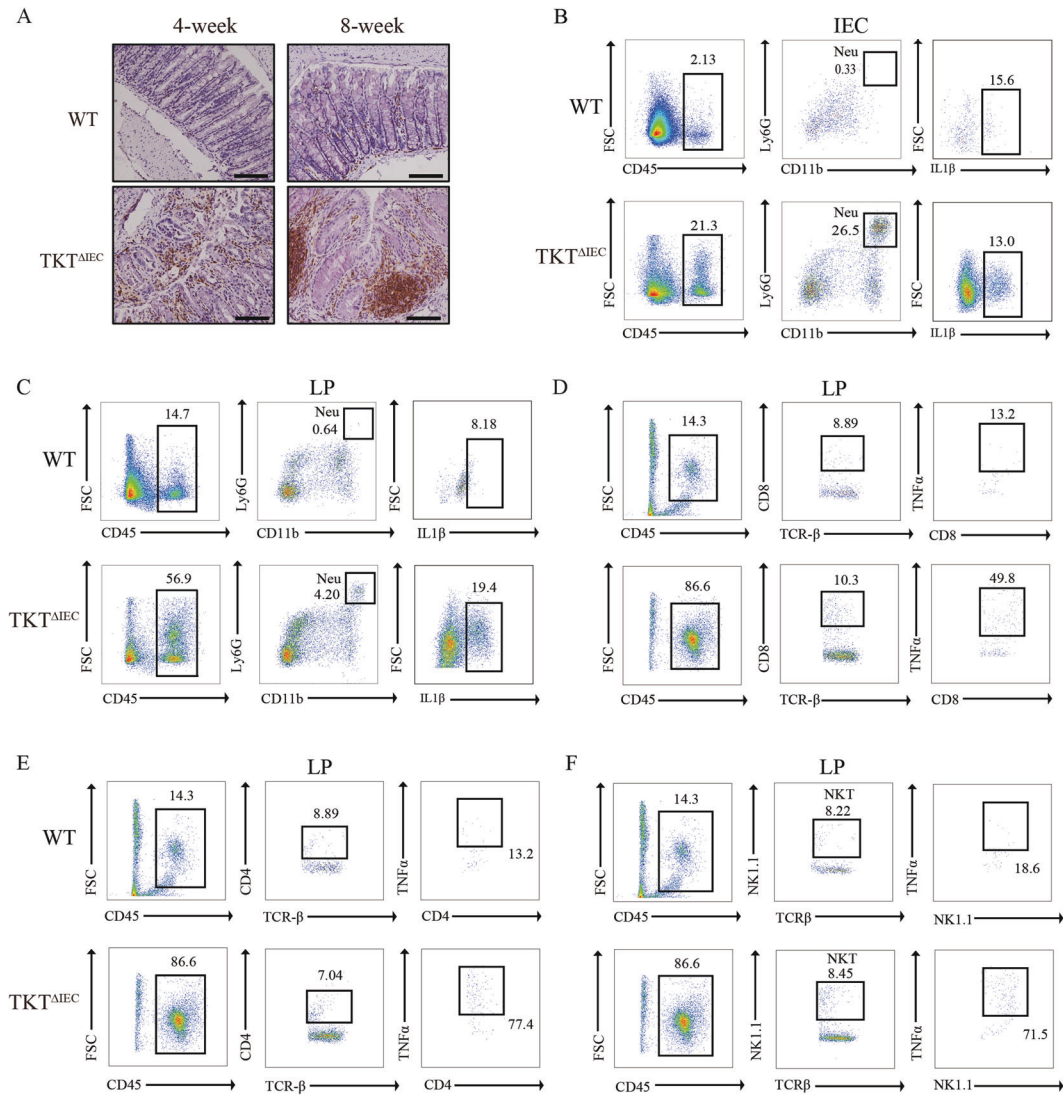 A
4-week
8-week
WT
TKTΔIEC
B
IEC
WT
FSC
2.13
CD45
Ly6G
Neu
0.33
CD11b
FSC
15.6
IL1β
TKTΔIEC
FSC
21.3
CD45
Ly6G
Neu
26.5
CD11b
FSC
13.0
IL1β
C
LP
WT
FSC
14.7
CD45
Ly6G
Neu
0.64
CD11b
FSC
8.18
IL1β
TKTΔIEC
FSC
56.9
CD45
Ly6G
Neu
4.20
CD11b
FSC
19.4
IL1β
D
LP
FSC
14.3
CD45
CD8
8.89
TCR-β
TNFα
13.2
CD8
FSC
86.6
CD45
CD8
10.3
TCR-β
TNFα
49.8
CD8
E
LP
WT
FSC
14.3
CD45
CD4
8.89
TCR-β
TNFα
13.2
CD4
TKTΔIEC
FSC
86.6
CD45
CD4
7.04
TCR-β
TNFα
77.4
CD4
F
LP
FSC
14.3
CD45
NK1.1
NKT
8.22
TCRβ
TNFα
18.6
NK1.1
FSC
86.6
CD45
NK1.1
NKT
8.45
TCRβ
TNFα
71.5
NK1.1